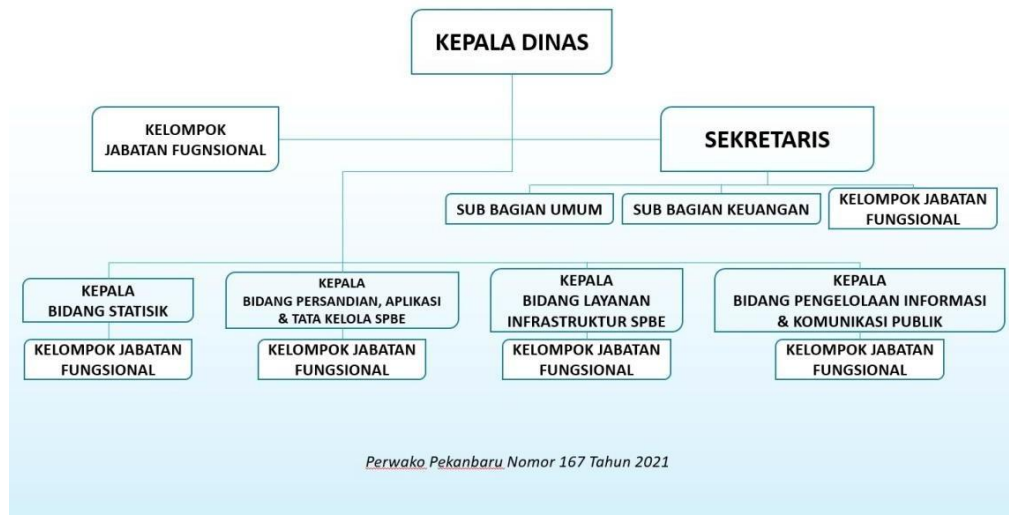 KEPALA DINAS
KELOMPOK
JABATAN FUGNSIONAL
SEKRETARIS
SUB BAGIAN UMUM
SUB BAGIAN KEUANGAN
KELOMPOK JABATAN
FUNGSIONAL
KEPALA
BIDANG STATISIK
KEPALA
BIDANG PERSANDIAN, APLIKASI
& TATA KELOLA SPBE
KEPALA
BIDANG LAYANAN
INFRASTRUKTUR SPBE
KEPALA
BIDANG PENGELOLAAN INFORMASI
& KOMUNIKASI PUBLIK
KELOMPOK JABATAN
FUNGSIONAL
KELOMPOK JABATAN
FUNGSIONAL
KELOMPOK JABATAN
FUNGSIONAL
KELOMPOK JABATAN
FUNGSIONAL
Perwako Pekanbaru Nomor 167 Tahun 2021